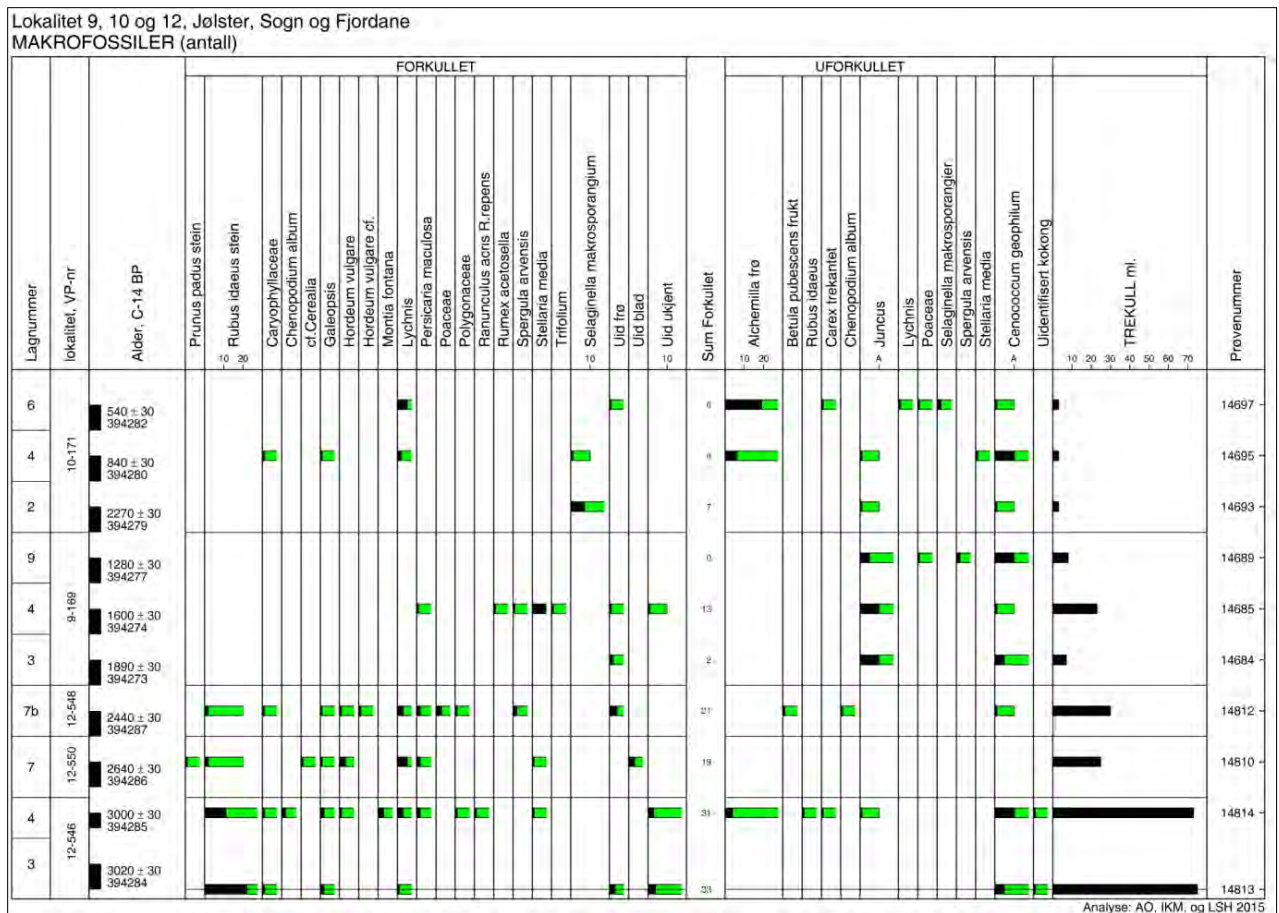 Lokalitet 9, 10 og 12, Jølster, Sogn og Fjordane
MAKROFOSSILER (antall)
FORKULLET
UFORKULLET
Lagnummer
lokalitet, VP-nr
Alder, C-14 BP
Prunus padus stein
Rubus idaeus stein
Caryophyllaceae
Chenopodium album
cf.Cerealia
Galeopsis
Hordeum vulgare
Hordeum vulgare cf.
Montia fontana
Lychnis
Persicaria maculosa
Poaceae
Polygonaceae
Ranunculus acris R.repens
Rumex acetosella
Spergula arvensis
Stellaria media
Trifolium
Selaginella makrosporangium
Uid frø
Uid blad
Uid ukjent
Sum Forkullet
Alchemilla frø
Betula pubescens frukt
Rubus idaeus
Carex trekantet
Chenopodium album
Juncus
Lychnis
Poaceae
Selaginella makrosporangier
Spergula arvensis
Stellaria media
Cenococcum geophilum
Uidentifisert kokong
TREKULL ml.
Prøvenummer
10 20 10 10 10 20 A A 10 20 30 40 50 60 70
6 540 ± 30 6 14697
394282
10-171
4 840 ± 30 14695
394280
2 2270 ± 30 7 14693
394279
9 1280 ± 30 0 14689
394277
9-169
4 1600 ± 30 13 14685
394274
3 1890 ± 30 2 14684
394273
7b 12-548 2440 ± 30 14812
394287
7 12-550 2640 ± 30 19 14810
394286
4 3000 ± 30 31 14814
394285
12-546
3 3020 ± 30 33 14813
394284
Analyse: AO, IKM, og LSH 2015